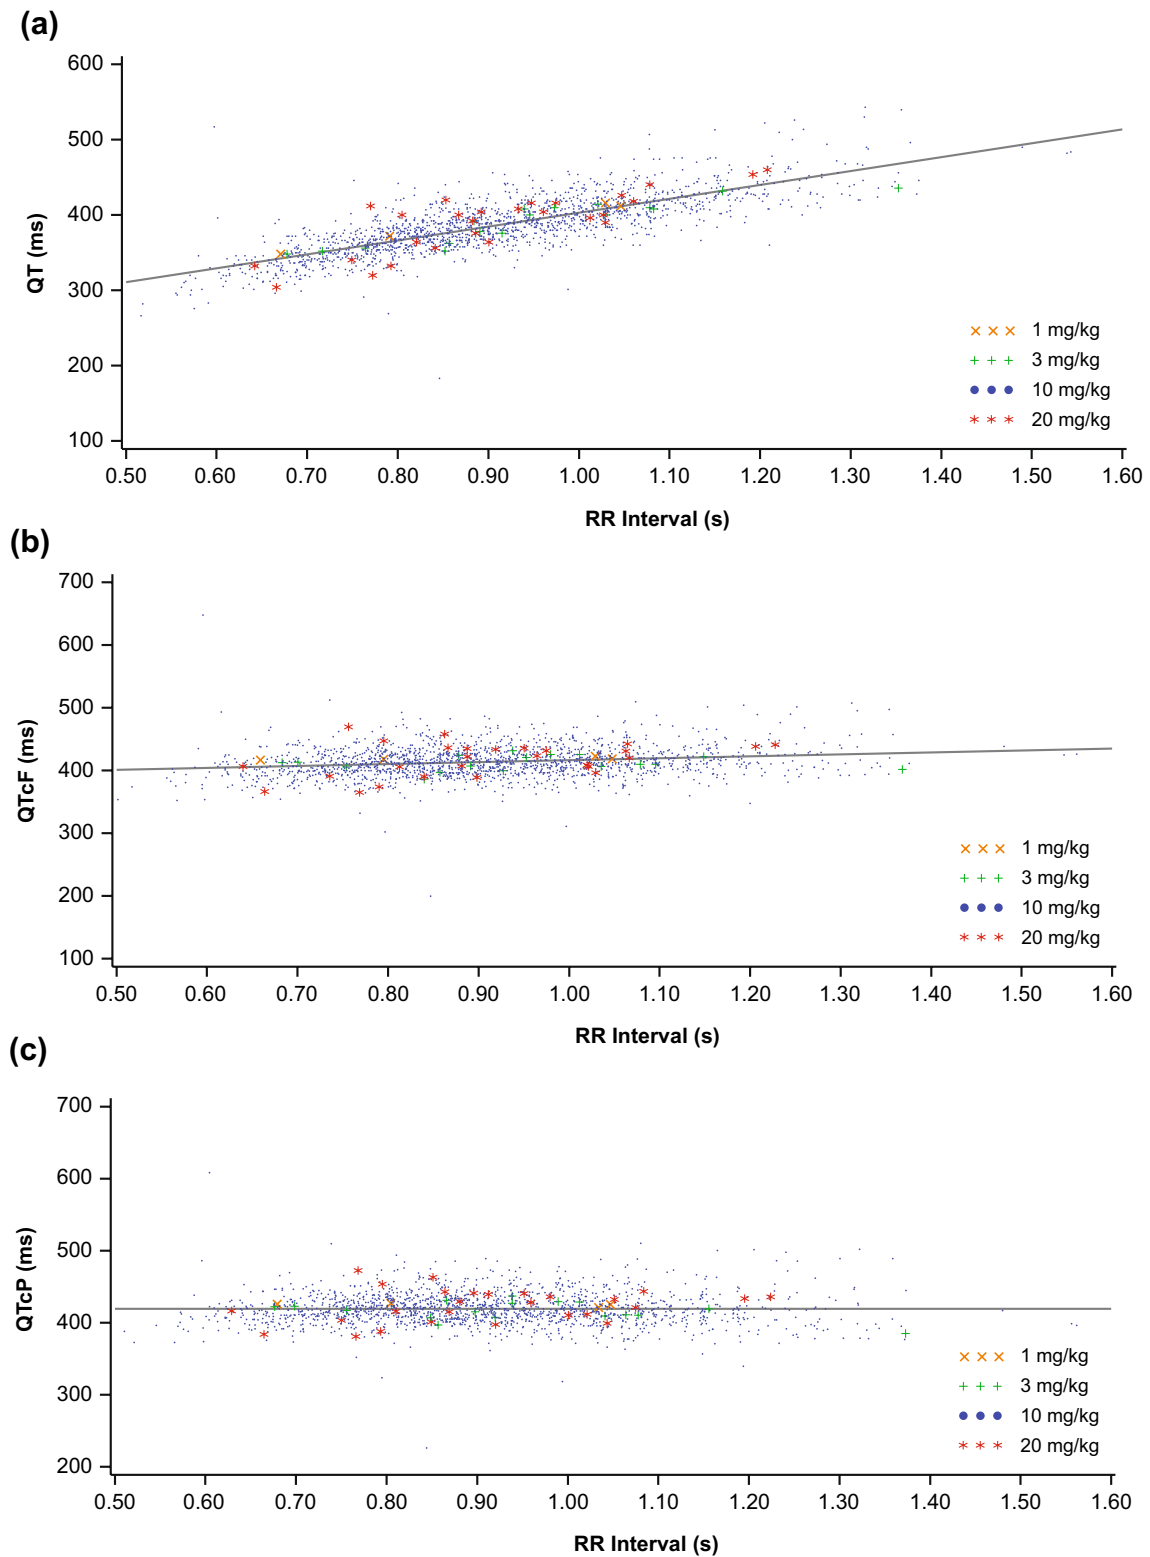 (a)
600
500
400
300
200
100
QT (ms)
0.50 0.60 0.70 0.80 0.90 1.00 1.10 1.20 1.30 1.40 1.50 1.60
RR Interval (s)
1 mg/kg
3 mg/kg
10 mg/kg
20 mg/kg
(b)
700
600
500
400
300
200
100
QTcF (ms)
0.50 0.60 0.70 0.80 0.90 1.00 1.10 1.20 1.30 1.40 1.50 1.60
RR Interval (s)
1 mg/kg
3 mg/kg
10 mg/kg
20 mg/kg
(c)
700
600
500
400
300
200
QTcP (ms)
0.50 0.60 0.70 0.80 0.90 1.00 1.10 1.20 1.30 1.40 1.50 1.60
RR Interval (s)
1 mg/kg
3 mg/kg
10 mg/kg
20 mg/kg